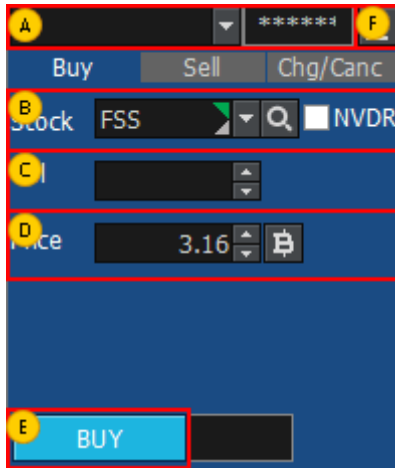 A ****** F
Buy Sell Chg/Canc
B Stock FSS NVDR
C l
D Price 3.16
E BUY